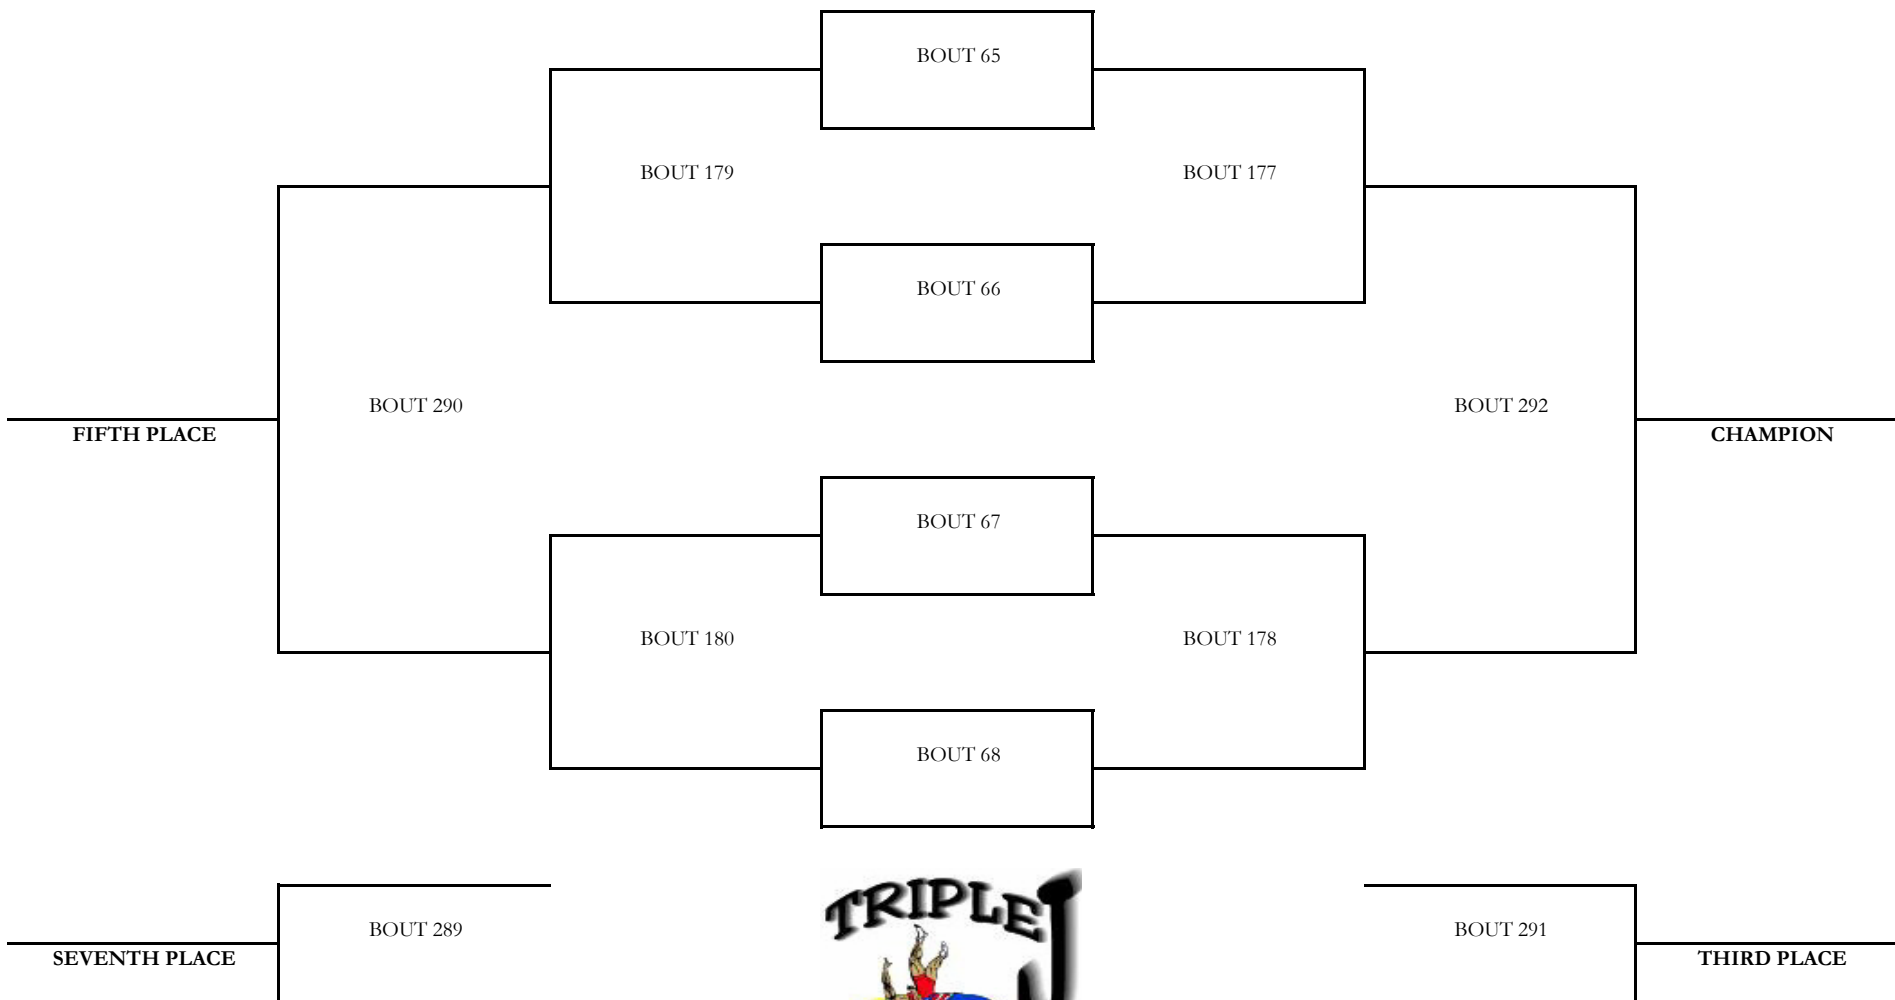 BOUT 65
BOUT 179
BOUT 177
BOUT 66
BOUT 290
BOUT 292
FIFTH PLACE
CHAMPION
BOUT 67
BOUT 180
BOUT 178
BOUT 68
TRIPLE J
BOUT 289
BOUT 291
SEVENTH PLACE
THIRD PLACE